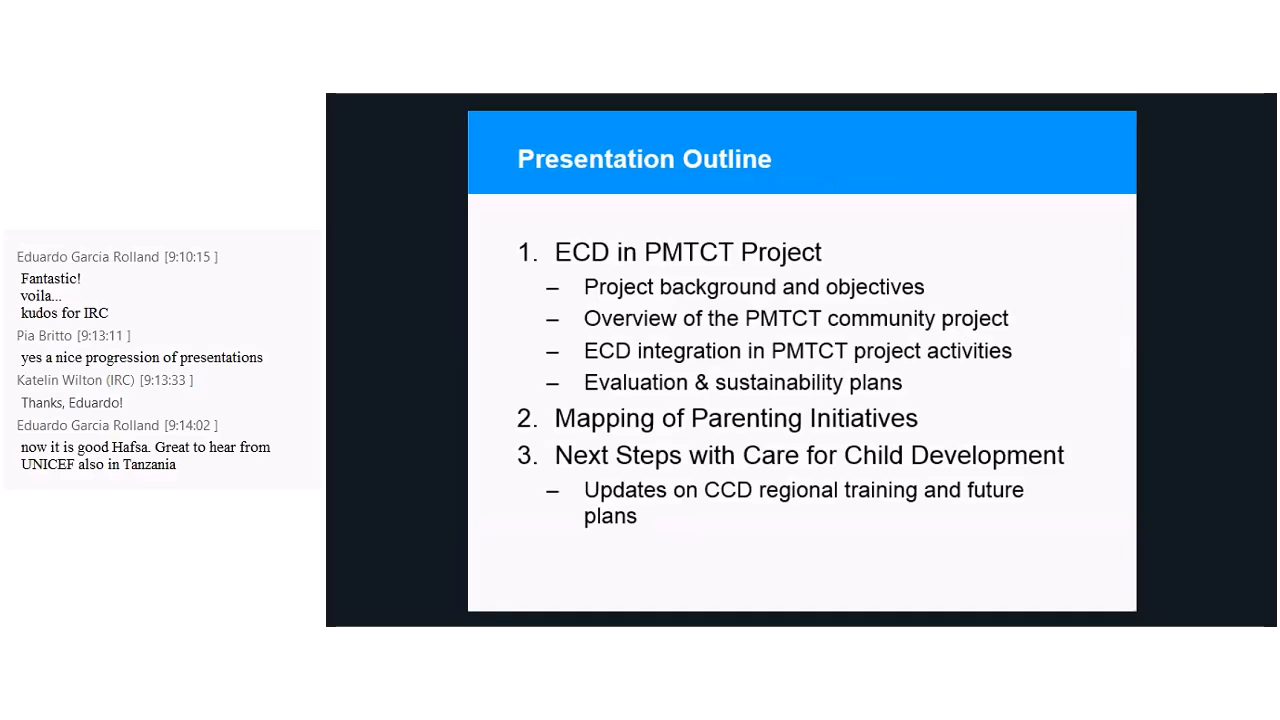 Eduardo Garcia Rolland [9:10:15 ]
Fantastic!
voila...
kudos for IRC
Pia Britto [9:13:11 ]
yes a nice progression of presentations
Katelin Wilton (IRC) [9:13:33 ]
Thanks, Eduardo!
Eduardo Garcia Rolland [9:14:02 ]
now it is good Hafsa. Great to hear from
UNICEF also in Tanzania
Presentation Outline
1. ECD in PMTCT Project
– Project background and objectives
– Overview of the PMTCT community project
– ECD integration in PMTCT project activities
– Evaluation & sustainability plans
2. Mapping of Parenting Initiatives
3. Next Steps with Care for Child Development
– Updates on CCD regional training and future
plans